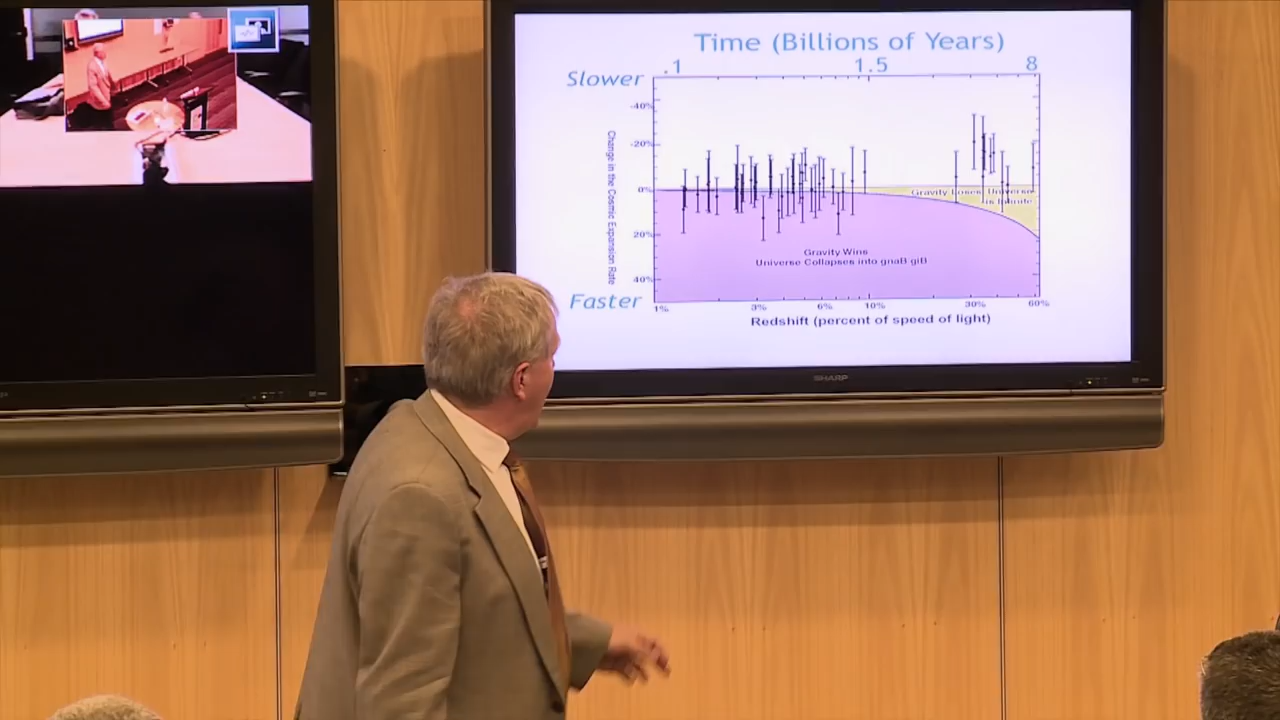 Time (Billions of Years)
.1 1.5 8
Slower
-40%
-20%
0%
20%
40%
Faster
Change in the Cosmic Expansion Rate
Gravity Loses Universe
is Infinite
Gravity Wins
Universe Collapses into gnaB giB
1% 3% 6% 10% 30% 60%
Redshift (percent of speed of light)
SHARP